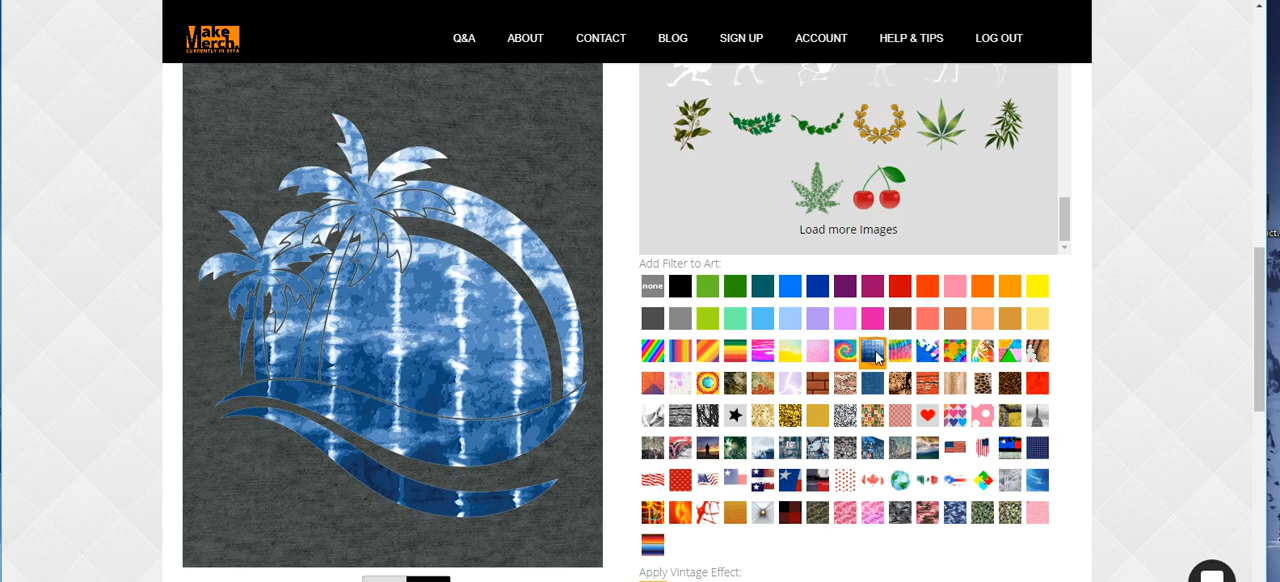 Make
Merch.
CURRENTLY IN BETA
Q&A
ABOUT
CONTACT
BLOG
SIGN UP
ACCOUNT
HELP & TIPS
LOG OUT
Load more Images
Add Filter to Art:
none
Apply Vintage Effect:
ict.